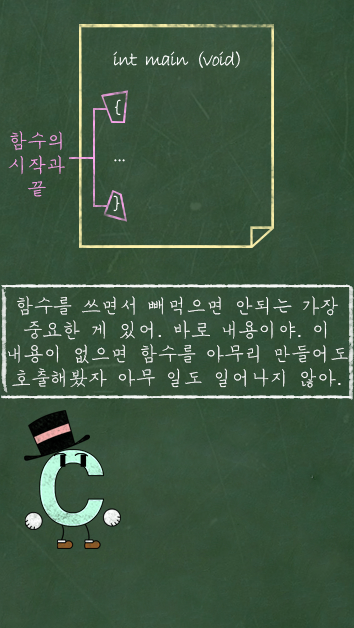 int main (void)
{
함수의
시작과
끝
...
}
함수를 쓰면서 빼먹으면 안되는 가장
중요한 게 있어. 바로 내용이야. 이
내용이 없으면 함수를 아무리 만들어도
호출해봤자 아무 일도 일어나지 않아.
C